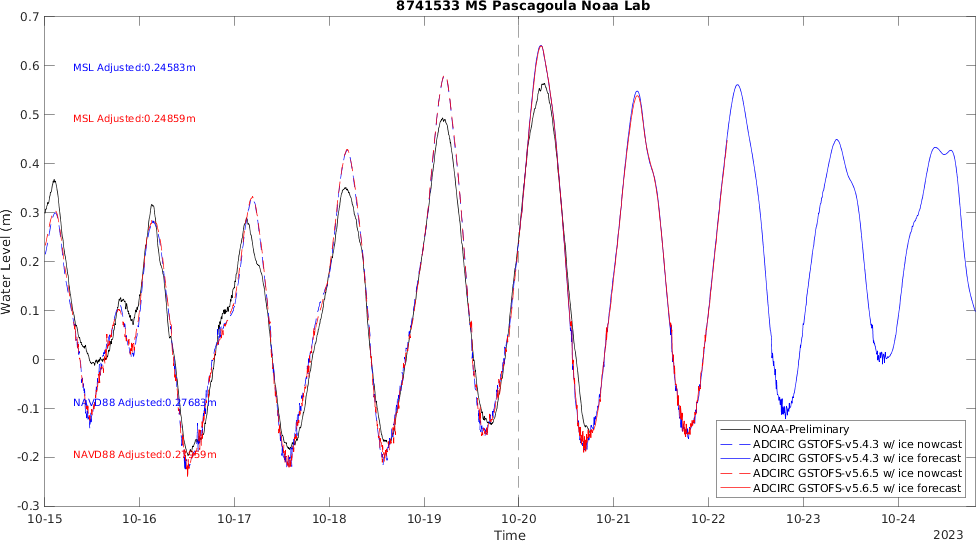 8741533 MS Pascagoula Noaa Lab
0.7
0.6
0.5
0.4
0.3
0.2
0.1
0
-0.1
-0.2
-0.3
Water Level (m)
MSL Adjusted:0.24583m
MSL Adjusted:0.24859m
NAVD88 Adjusted:0.27683m
NAVD88
NOAA-Preliminary
ADCIRC GSTOFS-v5.4.3 w/ ice nowcast
ADCIRC GSTOFS-v5.4.3 w/ ice forecast
ADCIRC GSTOFS-v5.6.5 w/ ice nowcast
ADCIRC GSTOFS-v5.6.5 w/ ice forecast
10-15 10-16 10-17 10-18 10-19 10-20 10-21 10-22 10-23 10-24
Time
2023